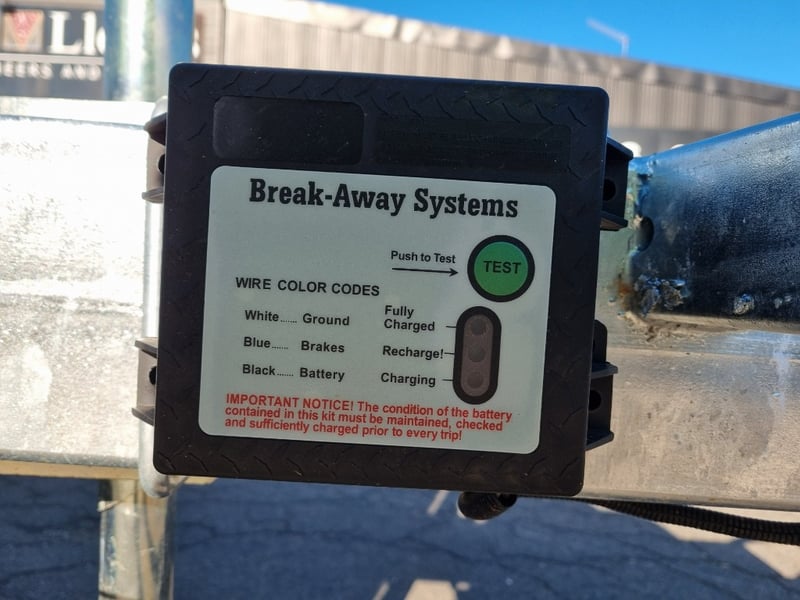 Break-Away Systems
Push to Test
TEST
WIRE COLOR CODES
White...... Ground
Blue...... Brakes
Black...... Battery
Fully
Charged
Recharge!
Charging
IMPORTANT NOTICE! The condition of the battery
contained in this kit must be maintained, checked
and sufficiently charged prior to every trip!